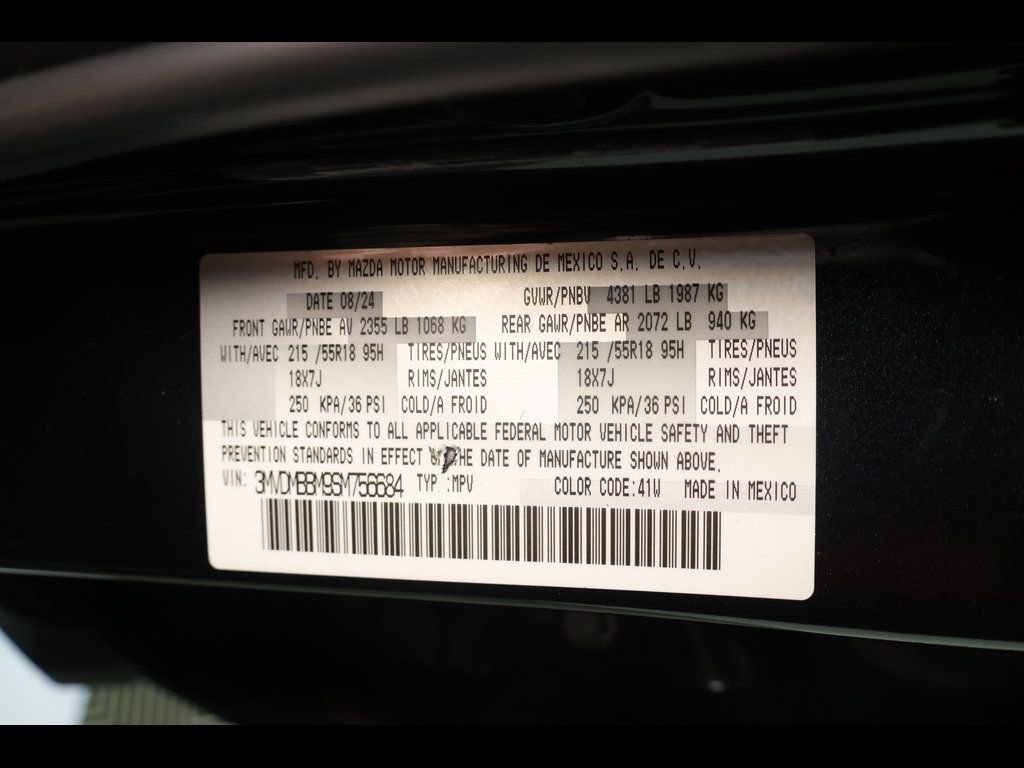 MFD. BY MAZDA MOTOR MANUFACTURING DE MEXICO S.A. DE C.V.
DATE 08/24 GVWR/PNBV 4381 LB 1987 KG
FRONT GAWR/PNBE AV 2355 LB 1068 KG REAR GAWR/PNBE AR 2072 LB 940 KG
WITH/AVEC 215 /55R18 95H TIRES/PNEUS WITH/AVEC 215 /55R18 95H TIRES/PNEUS
18X7J RIMS/JANTES 18X7J RIMS/JANTES
250 KPA/36 PSI COLD/A FROID 250 KPA/36 PSI COLD/A FROID
THIS VEHICLE CONFORMS TO ALL APPLICABLE FEDERAL MOTOR VEHICLE SAFETY AND THEFT
PREVENTION STANDARDS IN EFFECT THE DATE OF MANUFACTURE SHOWN ABOVE.
VIN: 3MVDMBBM9SM756684 TYP.:MPV COLOR CODE:41W MADE IN MEXICO